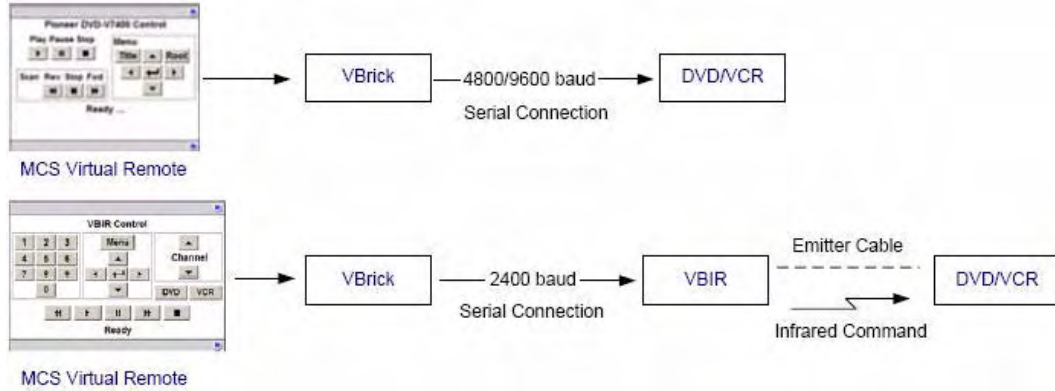 Pioneer DVD-V7400 Control
Play Pause Stop
Menu
Title
Root
Scan Rev Stop Fwd
Ready ...
MCS Virtual Remote
VBrick
4800/9600 baud
Serial Connection
DVD/VCR
VBIR Control
1 2 3
Menu
4 5 6
Channel
7 8 9
0
DVD VCR
Ready
MCS Virtual Remote
VBrick
2400 baud
Serial Connection
VBIR
Emitter Cable
Infrared Command
DVD/VCR